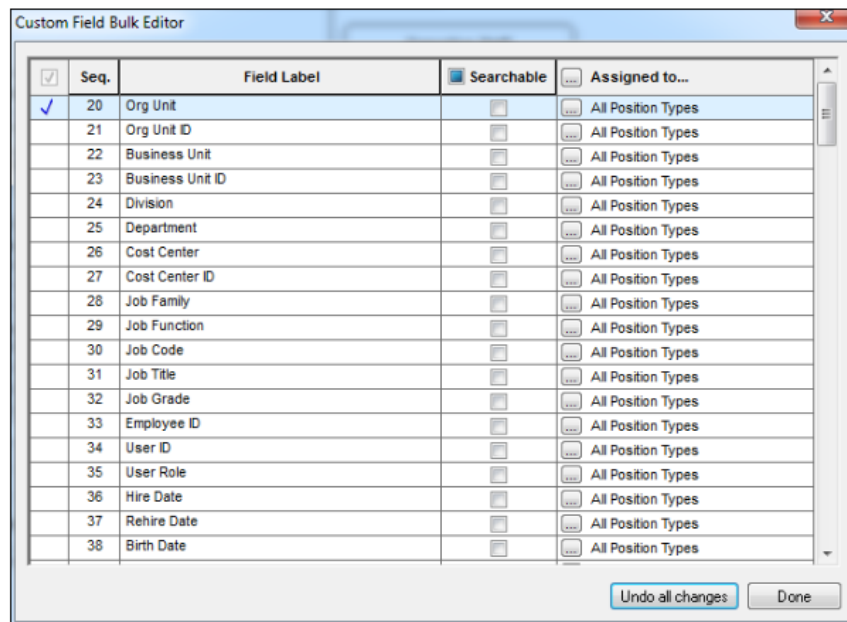 Custom Field Bulk Editor
Seq. Field Label Searchable ... Assigned to...
20 Org Unit ... All Position Types
21 Org Unit ID ... All Position Types
22 Business Unit ... All Position Types
23 Business Unit ID ... All Position Types
24 Division ... All Position Types
25 Department ... All Position Types
26 Cost Center ... All Position Types
27 Cost Center ID ... All Position Types
28 Job Family ... All Position Types
29 Job Function ... All Position Types
30 Job Code ... All Position Types
31 Job Title ... All Position Types
32 Job Grade ... All Position Types
33 Employee ID ... All Position Types
34 User ID ... All Position Types
35 User Role ... All Position Types
36 Hire Date ... All Position Types
37 Rehire Date ... All Position Types
38 Birth Date ... All Position Types
Undo all changes Done